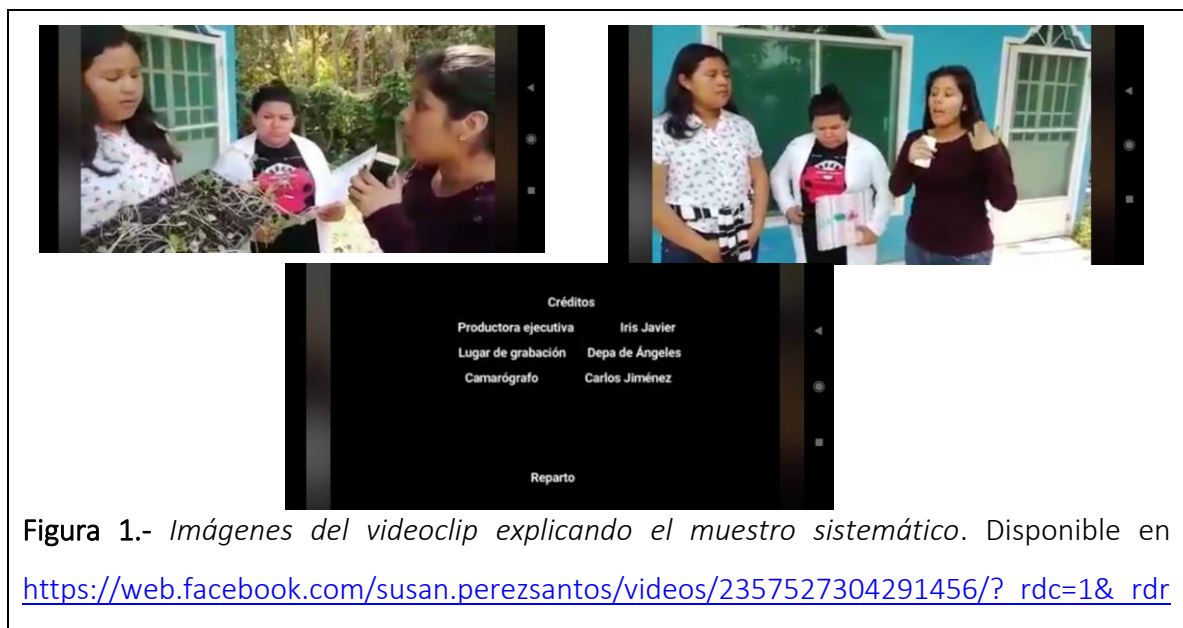 Créditos
Productora ejecutiva Iris Javier
Lugar de grabación Depa de Ángeles
Camarógrafo Carlos Jiménez
Reparto
Figura 1.- Imágenes del videoclip explicando el muestro sistemático. Disponible en
https://web.facebook.com/susan.perezsantos/videos/2357527304291456/?_rdc=1&_rdr